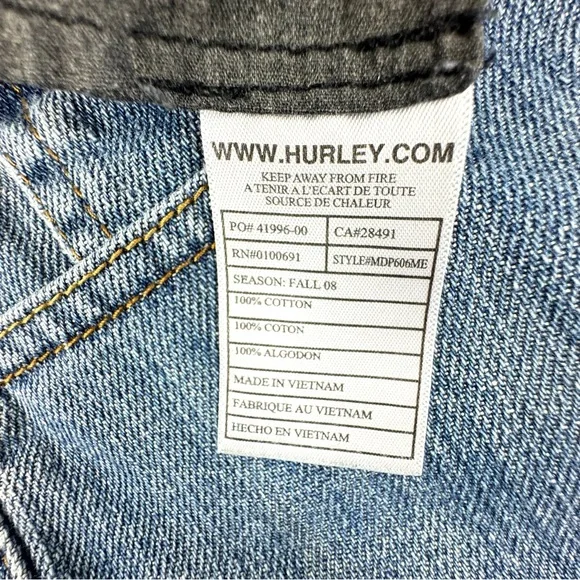 WWW.HURLEY.COM
KEEP AWAY FROM FIRE
A TENIR A L'ECART DE TOUTE
SOURCE DE CHALEUR
PO# 41996-00 CA#28491
RN#0100691 STYLE#MDP606ME
SEASON: FALL 08
100% COTTON
100% COTON
100% ALGODON
MADE IN VIETNAM
FABRIQUE AU VIETNAM
HECHO EN VIETNAM